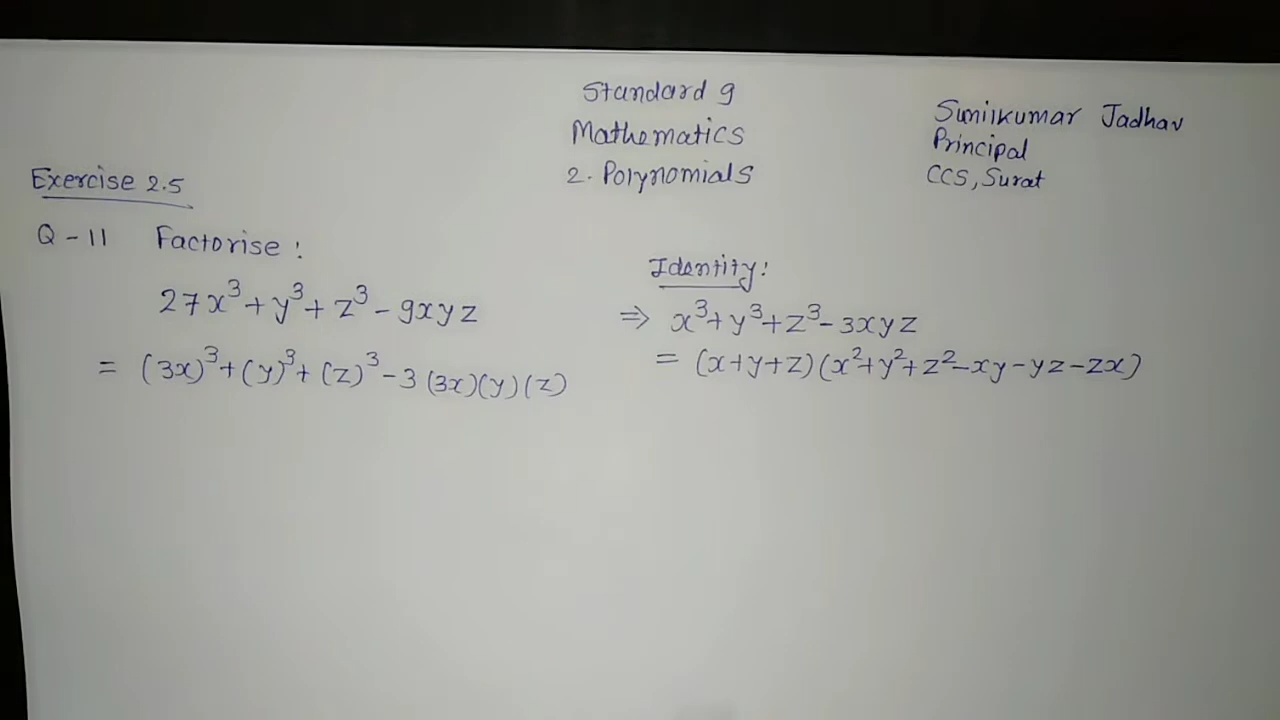 Standard 9
Mathematics
2. Polynomials
Sunilkumar Jadhav
Principal
CCS, Surat
Exercise 2.5
Q - 11 Factorise :
27x³ + y³ + z³ - 9xyz
= (3x)³ + (y)³ + (z)³ - 3 (3x)(y)(z)
Identity:
⇒ x³ + y³ + z³ - 3xyz
= (x+y+z)(x²+y²+z²-xy-yz-zx)